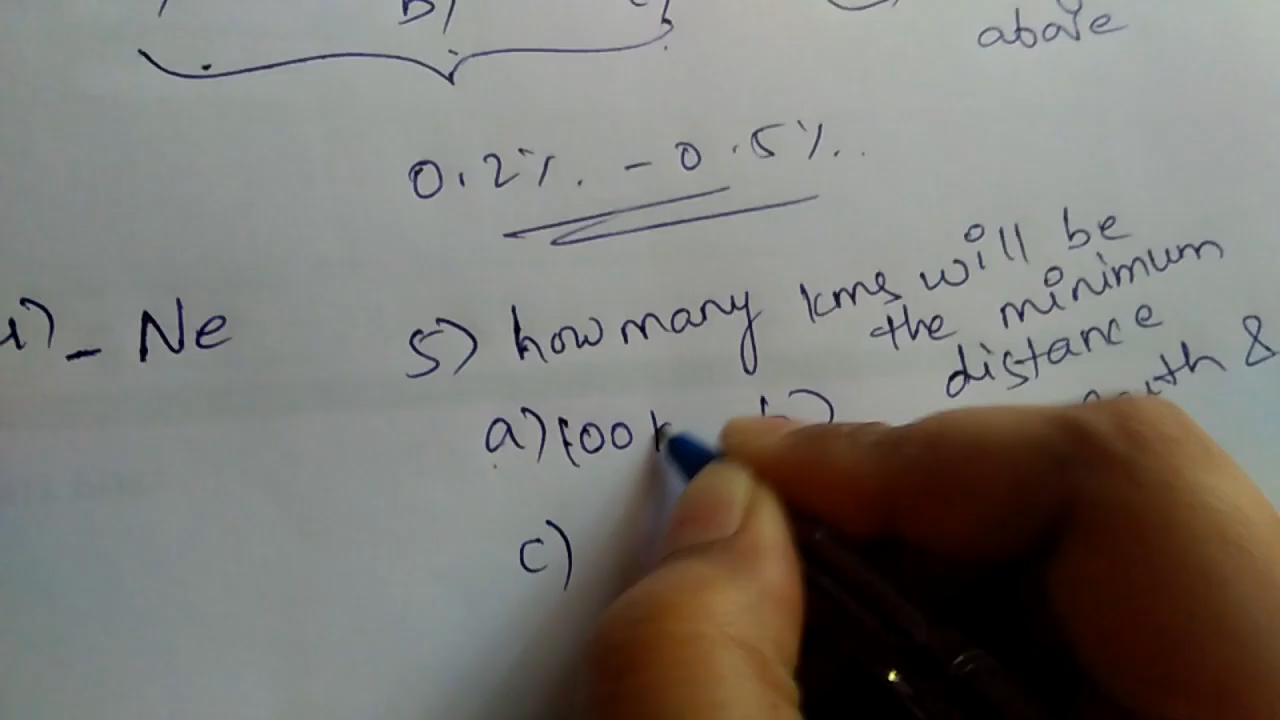 above
0.2%. - 0.5%.
- Ne
5) how many kms will be
the minimum
distance
a) 100 k b)
c)